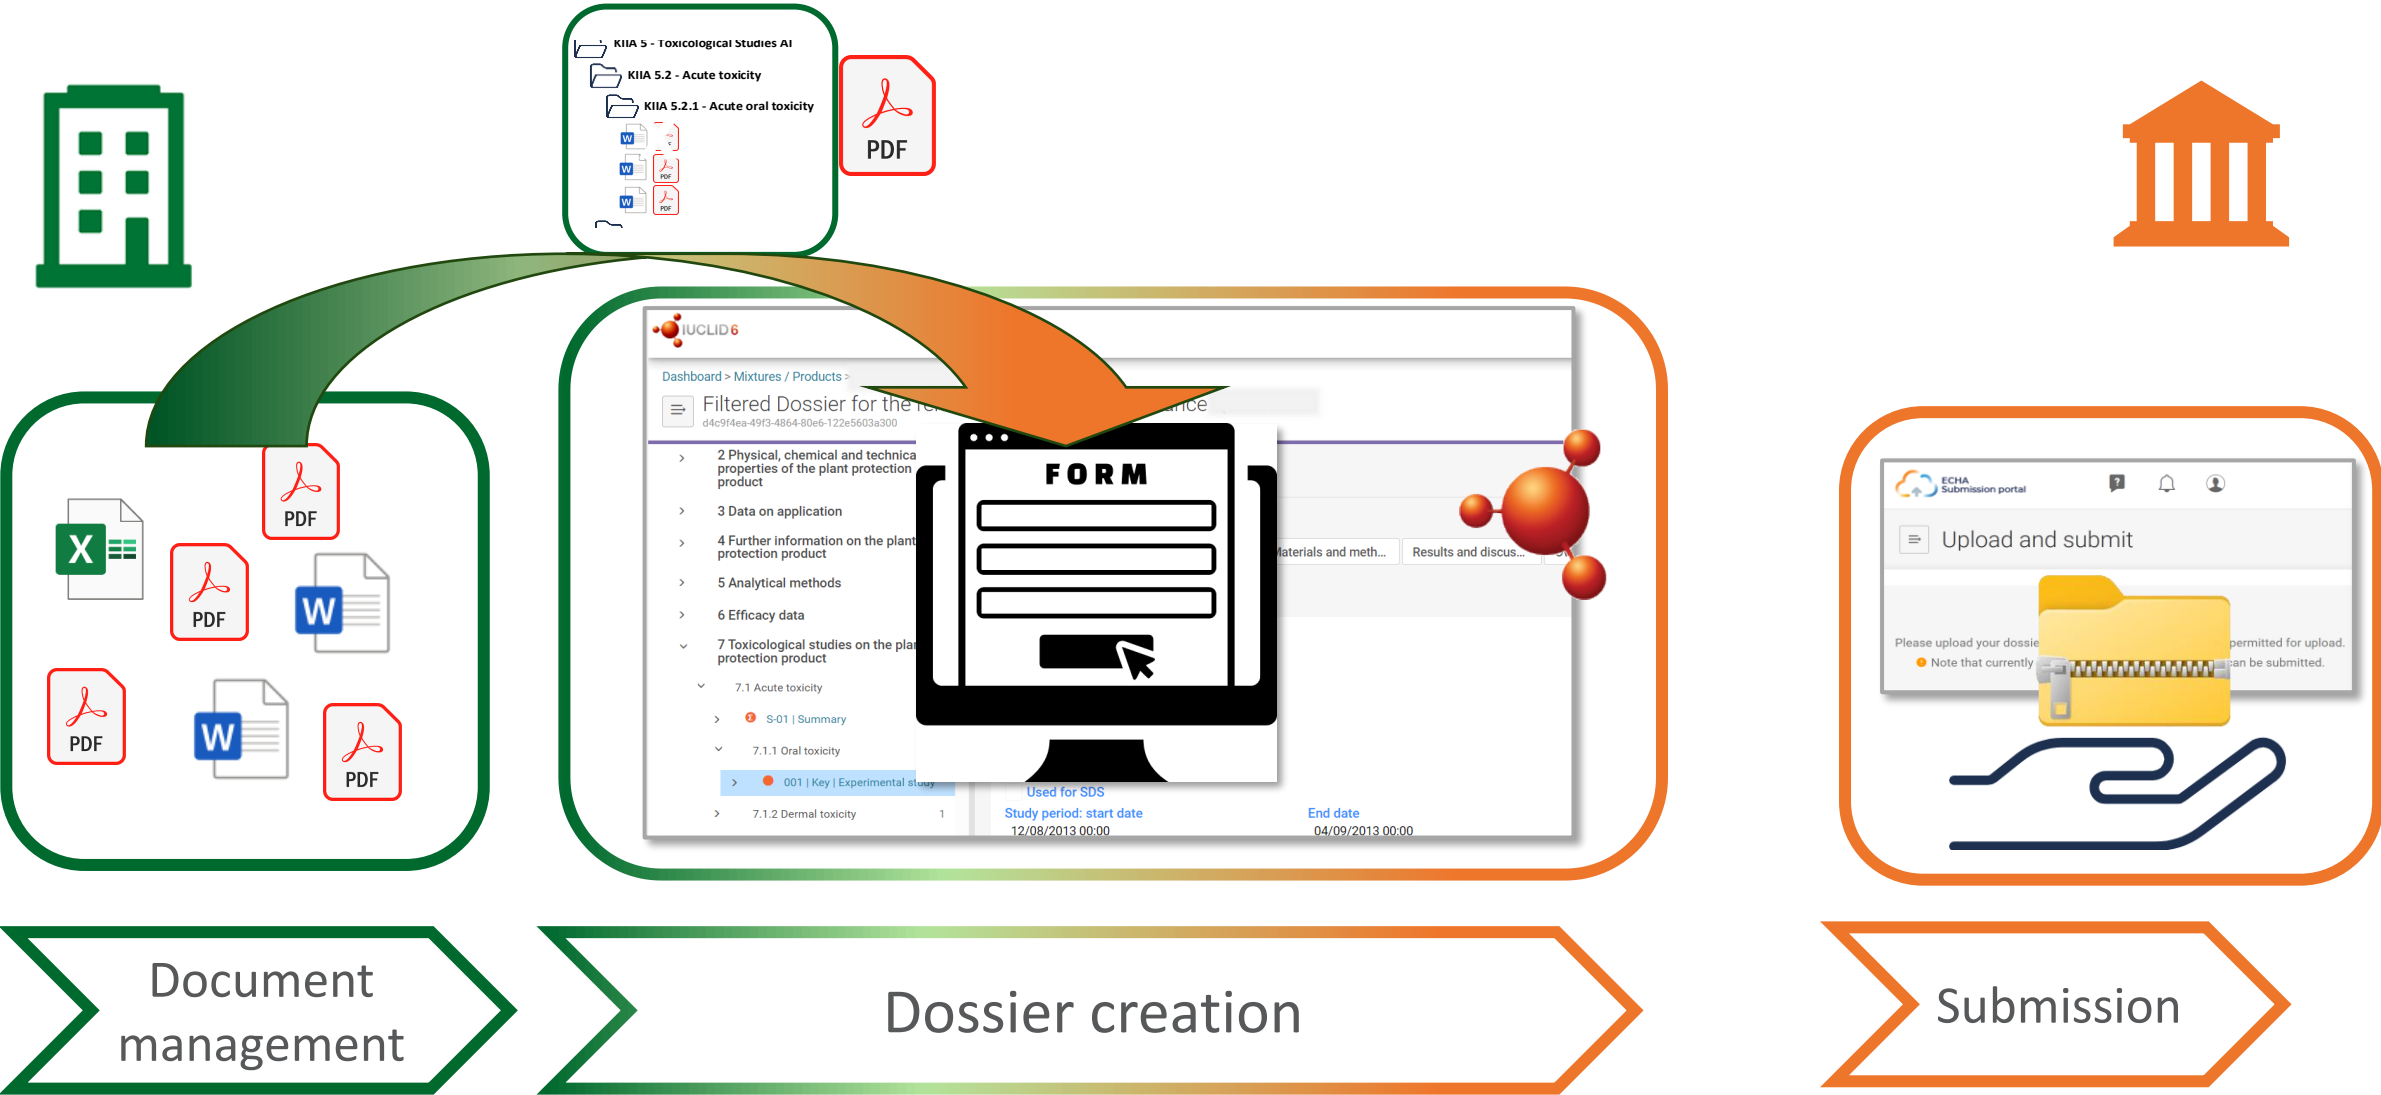 KIIA 5 - Toxicological Studies AI
KIIA 5.2 - Acute toxicity
KIIA 5.2.1 - Acute oral toxicity
W
W PDF
W PDF
PDF
X
PDF
PDF
W
PDF
W
PDF
IUCLID 6
Dashboard > Mixtures / Products >
Filtered Dossier for the
d4c9f4ea-49f3-4864-80e6-122e5603a300
2 Physical, chemical and technica
properties of the plant protection
product
3 Data on application
4 Further information on the plant
protection product
5 Analytical methods
6 Efficacy data
7 Toxicological studies on the plan
protection product
7.1 Acute toxicity
S-01 | Summary
7.1.1 Oral toxicity
001 | Key | Experimental study
7.1.2 Dermal toxicity 1
FORM
Materials and meth...
Results and discus...
Used for SDS
Study period: start date
12/08/2013 00:00
End date
04/09/2013 00:00
ECHA
Submission portal
?
Upload and submit
Please upload your dossie permitted for upload.
Note that currently can be submitted.
Document
management
Dossier creation
Submission